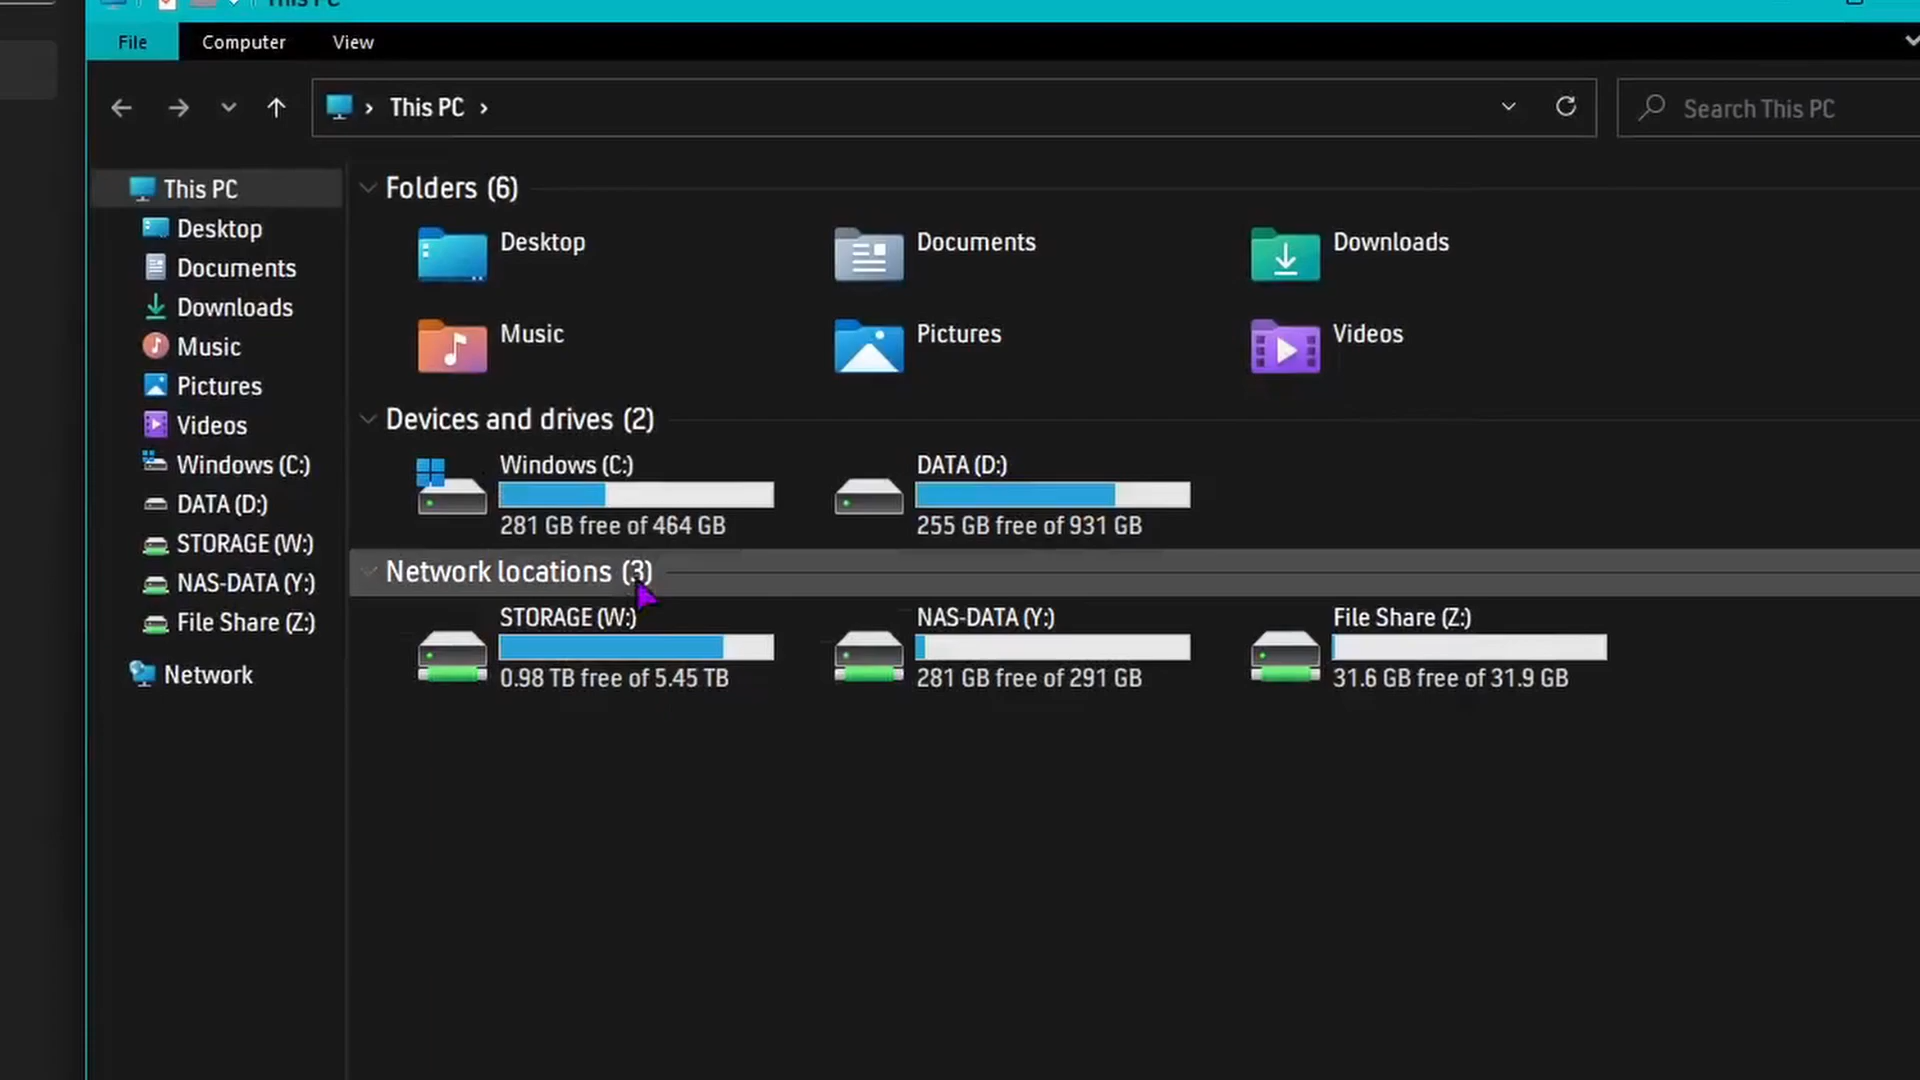 This PC
File Computer View
This PC
Search This PC
This PC
Desktop
Documents
Downloads
Music
Pictures
Videos
Windows (C:)
DATA (D:)
STORAGE (W:)
NAS-DATA (Y:)
File Share (Z:)
Network
Folders (6)
Desktop
Documents
Downloads
Music
Pictures
Videos
Devices and drives (2)
Windows (C:)
281 GB free of 464 GB
DATA (D:)
255 GB free of 931 GB
Network locations (3)
STORAGE (W:)
0.98 TB free of 5.45 TB
NAS-DATA (Y:)
281 GB free of 291 GB
File Share (Z:)
31.6 GB free of 31.9 GB